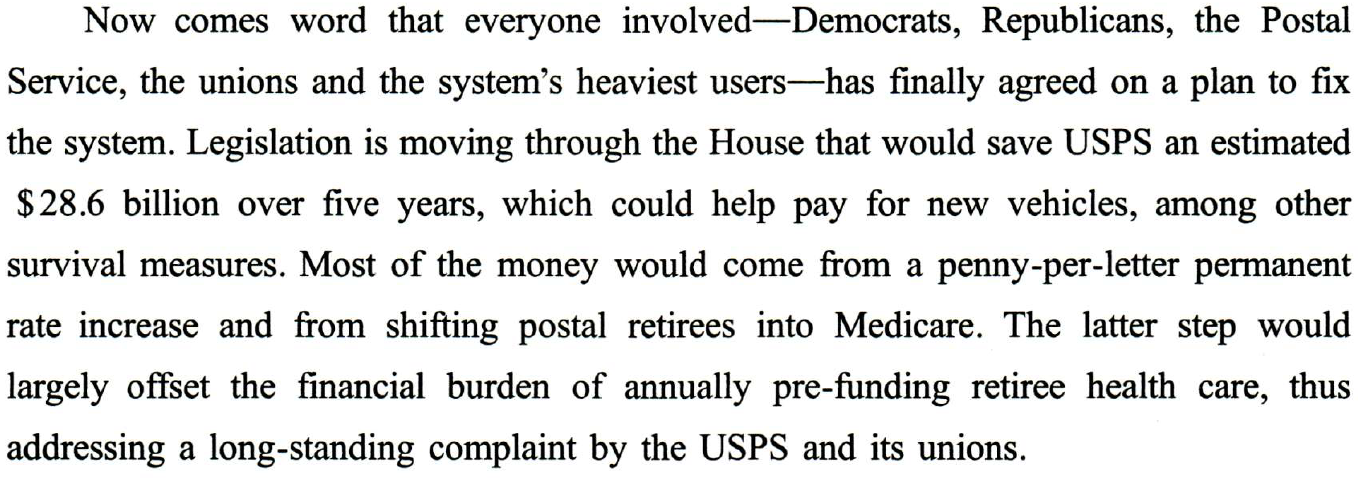 Now comes word that everyone involved—Democrats, Republicans, the Postal
Service, the unions and the system's heaviest users—has finally agreed on a plan to fix
the system. Legislation is moving through the House that would save USPS an estimated
$28.6 billion over five years, which could help pay for new vehicles, among other
survival measures. Most of the money would come from a penny-per-letter permanent
rate increase and from shifting postal retirees into Medicare. The latter step would
largely offset the financial burden of annually pre-funding retiree health care, thus
addressing a long-standing complaint by the USPS and its unions.